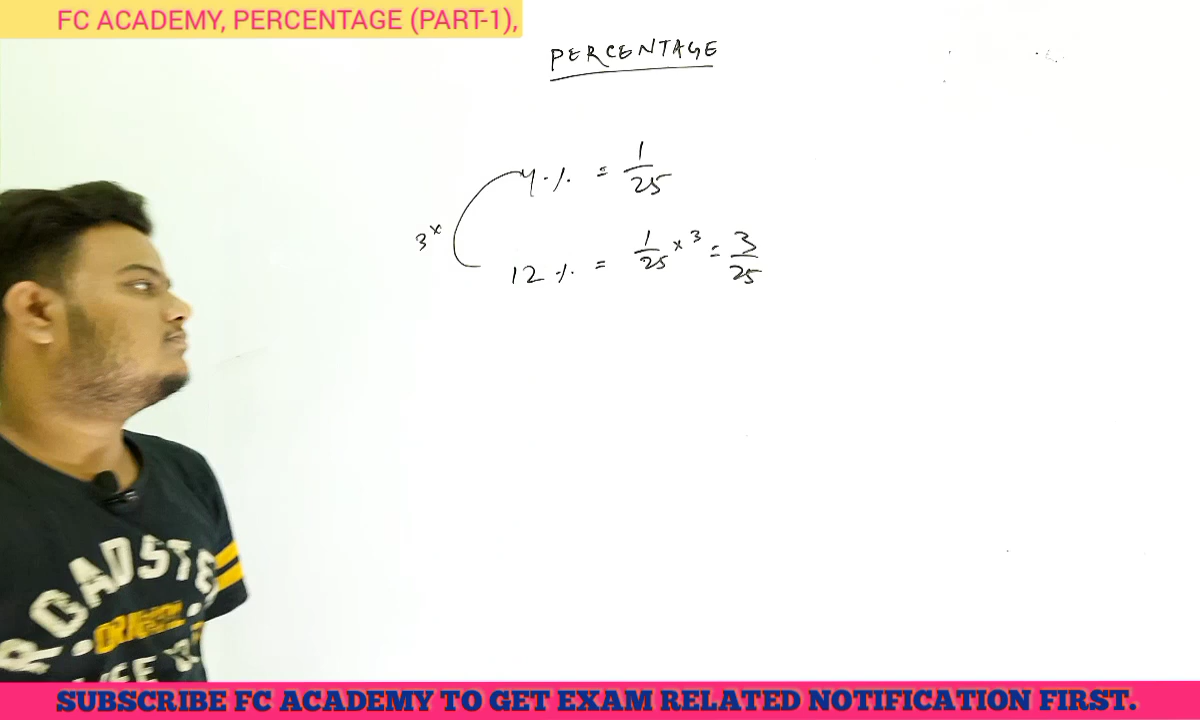 FC ACADEMY, PERCENTAGE (PART-1),
PERCENTAGE
4% = 1/25
3x
12% = 1/25 x 3 = 3/25
SUBSCRIBE FC ACADEMY TO GET EXAM RELATED NOTIFICATION FIRST.